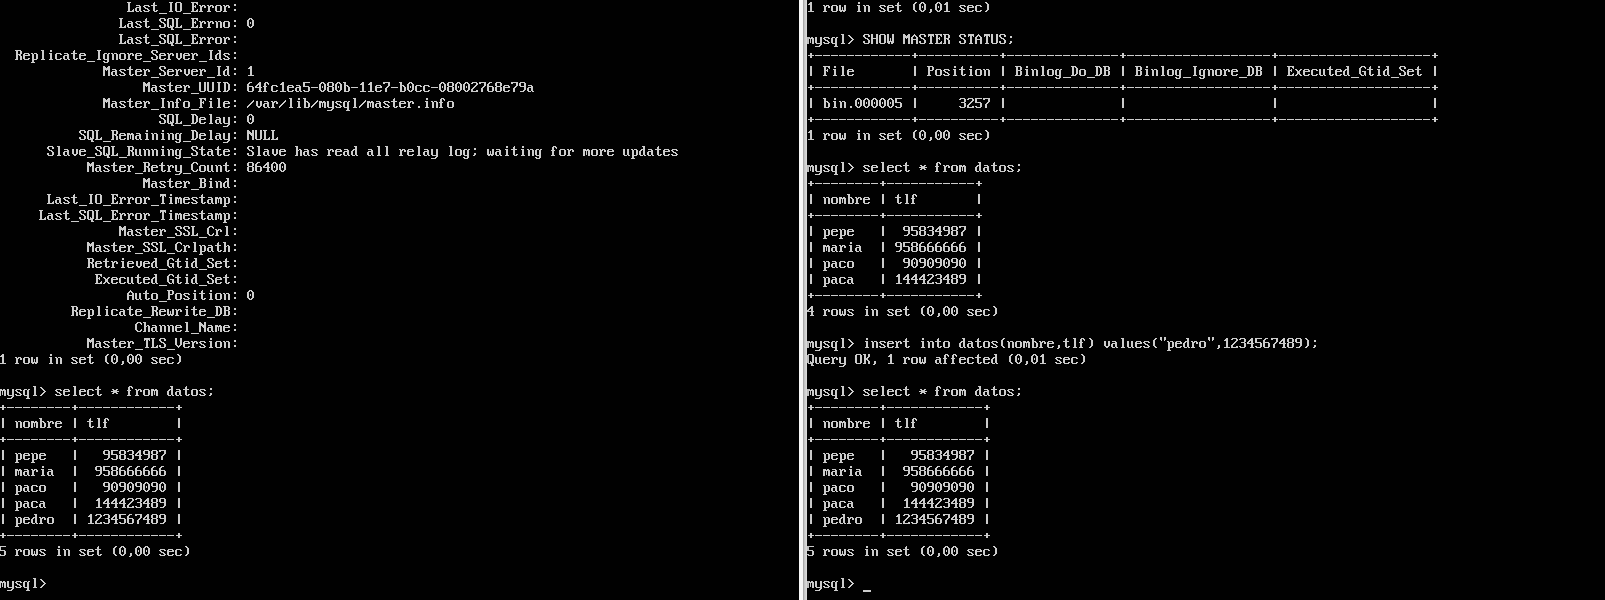 Last_IO_Error:
Last_SQL_Errno: 0
Last_SQL_Error:
Replicate_Ignore_Server_Ids:
Master_Server_Id: 1
Master_UUID: 64fc1ea5-080b-11e7-b0cc-08002768e79a
Master_Info_File: /var/lib/mysql/master.info
SQL_Delay: 0
SQL_Remaining_Delay: NULL
Slave_SQL_Running_State: Slave has read all relay log; waiting for more updates
Master_Retry_Count: 86400
Master_Bind:
Last_IO_Error_Timestamp:
Last_SQL_Error_Timestamp:
Master_SSL_Crl:
Master_SSL_Crlpath:
Retrieved_Gtid_Set:
Executed_Gtid_Set:
Auto_Position: 0
Replicate_Rewrite_DB:
Channel_Name:
Master_TLS_Version:
1 row in set (0,00 sec)
mysql> select * from datos;
+--------+------------+
| nombre | tlf        |
+--------+------------+
| pepe   |   95834987 |
| maria  |  958666666 |
| paco   |   90909090 |
| paca   |  144423489 |
| pedro  | 1234567489 |
+--------+------------+
5 rows in set (0,00 sec)
mysql>
1 row in set (0,01 sec)
mysql> SHOW MASTER STATUS;
+------------+----------+--------------+------------------+-------------------+
| File       | Position | Binlog_Do_DB | Binlog_Ignore_DB | Executed_Gtid_Set |
+------------+----------+--------------+------------------+-------------------+
| bin.000005 |     3257 |              |                  |                   |
+------------+----------+--------------+------------------+-------------------+
1 row in set (0,00 sec)
mysql> select * from datos;
+--------+-----------+
| nombre | tlf       |
+--------+-----------+
| pepe   |  95834987 |
| maria  | 958666666 |
| paco   |  90909090 |
| paca   | 144423489 |
+--------+-----------+
4 rows in set (0,00 sec)
mysql> insert into datos(nombre,tlf) values("pedro",1234567489);
Query OK, 1 row affected (0,01 sec)
mysql> select * from datos;
+--------+------------+
| nombre | tlf        |
+--------+------------+
| pepe   |   95834987 |
| maria  |  958666666 |
| paco   |   90909090 |
| paca   |  144423489 |
| pedro  | 1234567489 |
+--------+------------+
5 rows in set (0,00 sec)
mysql> _